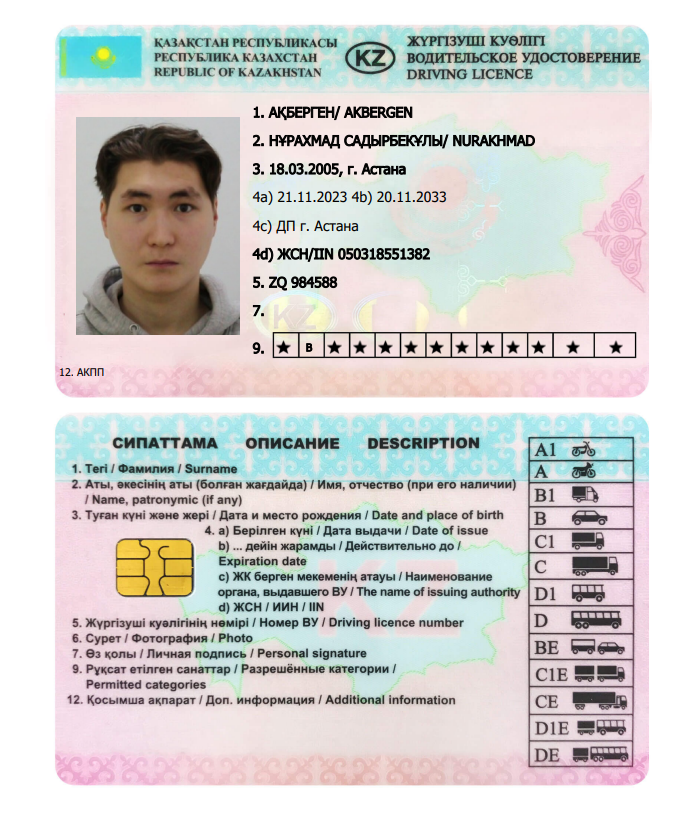 ҚАЗАҚСТАН РЕСПУБЛИКАСЫ
РЕСПУБЛИКА КАЗАХСТАН
REPUBLIC OF KAZAKHSTAN
KZ
ЖҮРГІЗУШІ КУӘЛІГІ
ВОДИТЕЛЬСКОЕ УДОСТОВЕРЕНИЕ
DRIVING LICENCE
1. АҚБЕРГЕН/ AKBERGEN
2. НҰРАХМАД САДЫРБЕКҰЛЫ/ NURAKHMAD
3. 18.03.2005, г. Астана
4a) 21.11.2023 4b) 20.11.2033
4c) ДП г. Астана
4d) ЖСН/IIN 050318551382
5. ZQ 984588
7.
KZ
9. ★ B ★ ★ ★ ★ ★ ★ ★ ★ ★ ★ ★
12. АКПП
СИПАТТАМА ОПИСАНИЕ DESCRIPTION
1. Тегі / Фамилия / Surname
2. Аты, әкесінің аты (болған жағдайда) / Имя, отчество (при его наличии)
/ Name, patronymic (if any)
3. Туған күні және жері / Дата и место рождения / Date and place of birth
4. a) Берілген күні / Дата выдачи / Date of issue
b) ... дейін жарамды / Действительно до /
Expiration date
c) ЖК берген мекеменің атауы / Наименование
органа, выдавшего ВУ / The name of issuing authority
d) ЖСН / ИИН / IIN
5. Жүргізуші куәлігінің нөмірі / Номер ВУ / Driving licence number
6. Сурет / Фотография / Photo
7. Өз қолы / Личная подпись / Personal signature
9. Рұқсат етілген санаттар / Разрешённые категории /
Permitted categories
12. Қосымша ақпарат / Доп. информация / Additional information
KZ
A1
A
B1
B
C1
C
D1
D
BE
C1E
CE
D1E
DE